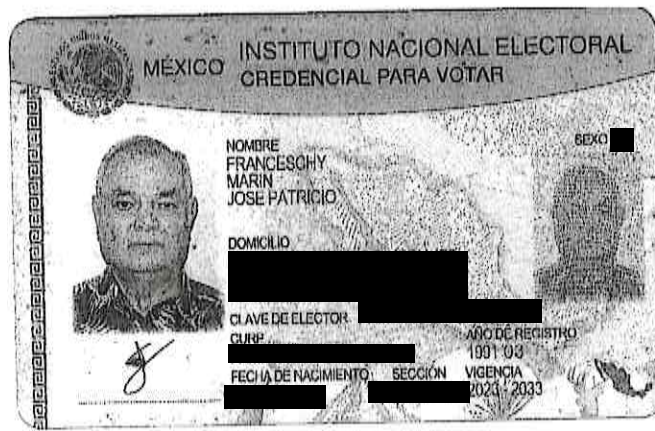 MÉXICO
INSTITUTO NACIONAL ELECTORAL
CREDENCIAL PARA VOTAR
NOMBRE
FRANCESCHY
MARIN
JOSE PATRICIO
SEXO
DOMICILIO
CLAVE DE ELECTOR
CURP
AÑO DE REGISTRO
1991 03
FECHA DE NACIMIENTO
SECCIÓN
VIGENCIA
2023 - 2033